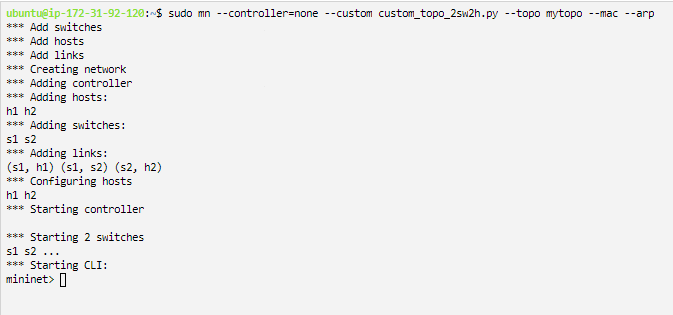 ubuntu@ip-172-31-92-120:~$ sudo mn --controller=none --custom custom_topo_2sw2h.py --topo mytopo --mac --arp
*** Add switches
*** Add hosts
*** Add links
*** Creating network
*** Adding controller
*** Adding hosts:
h1 h2
*** Adding switches:
s1 s2
*** Adding links:
(s1, h1) (s1, s2) (s2, h2)
*** Configuring hosts
h1 h2
*** Starting controller

*** Starting 2 switches
s1 s2 ...
*** Starting CLI:
mininet>